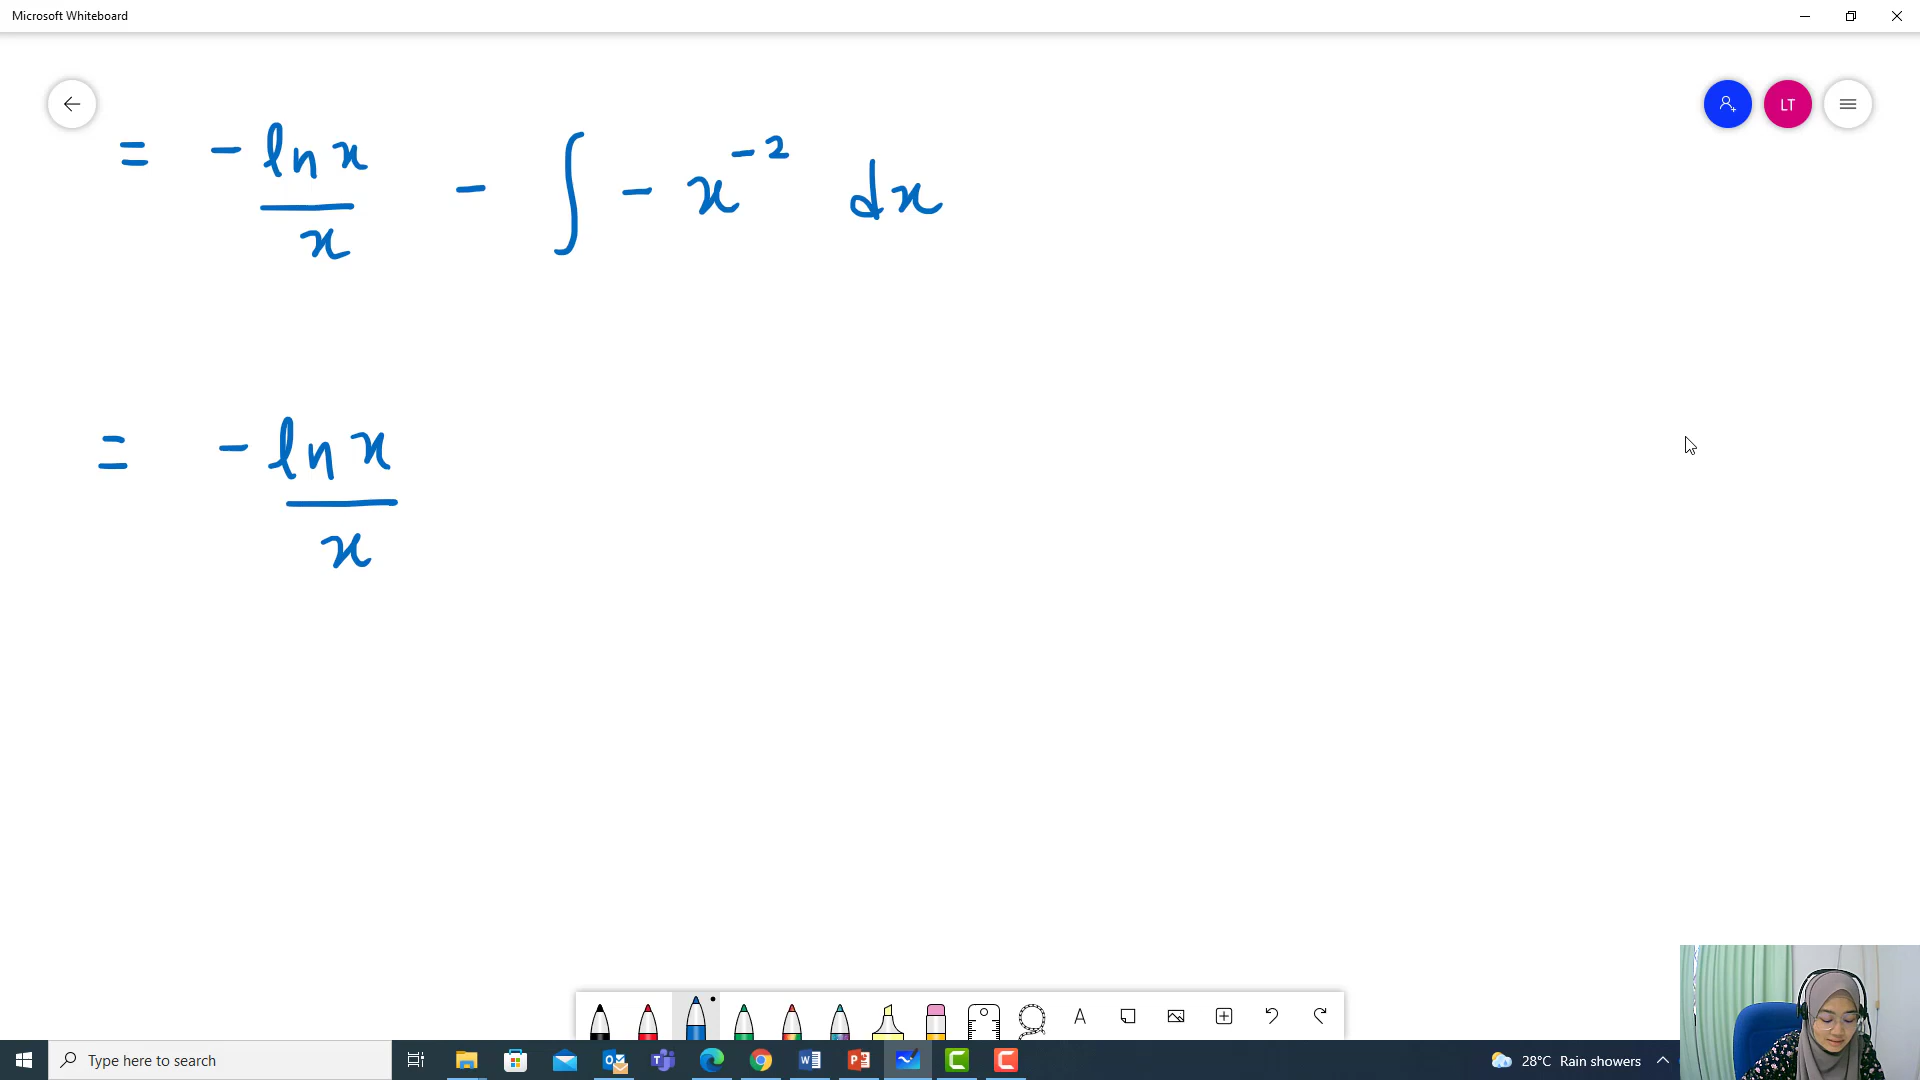 Microsoft Whiteboard
LT
= - ln x / x - ∫ - x^-2 dx
= - ln x / x
A
Type here to search
28°C Rain showers